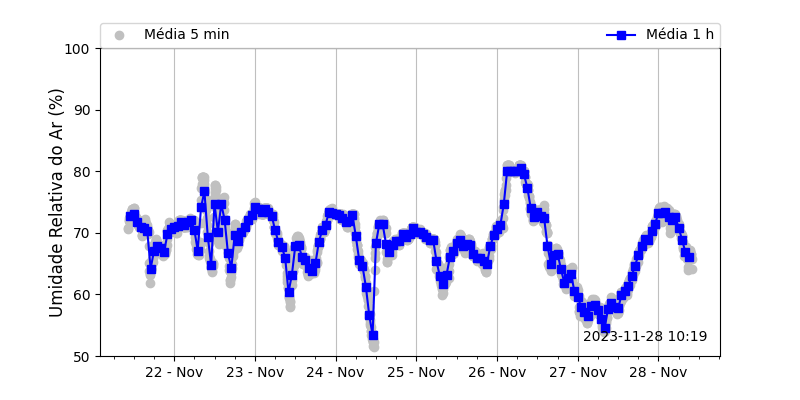 Média 5 min
Média 1 h
Umidade Relativa do Ar (%)
100
90
80
70
60
50
2023-11-28 10:19
22 - Nov
23 - Nov
24 - Nov
25 - Nov
26 - Nov
27 - Nov
28 - Nov